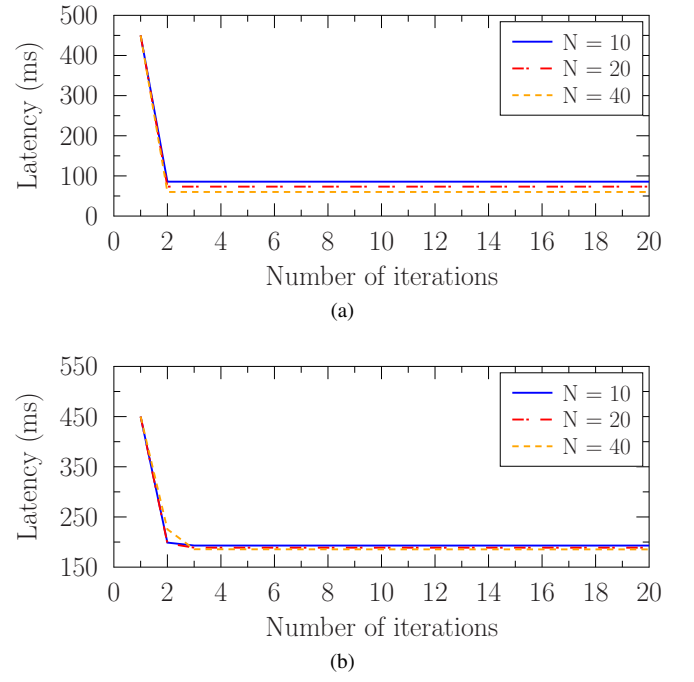 500
400
300
200
100
0
Latency (ms)
N = 10
N = 20
N = 40
0 2 4 6 8 10 12 14 16 18 20
Number of iterations
(a)
550
450
350
250
150
Latency (ms)
N = 10
N = 20
N = 40
0 2 4 6 8 10 12 14 16 18 20
Number of iterations
(b)